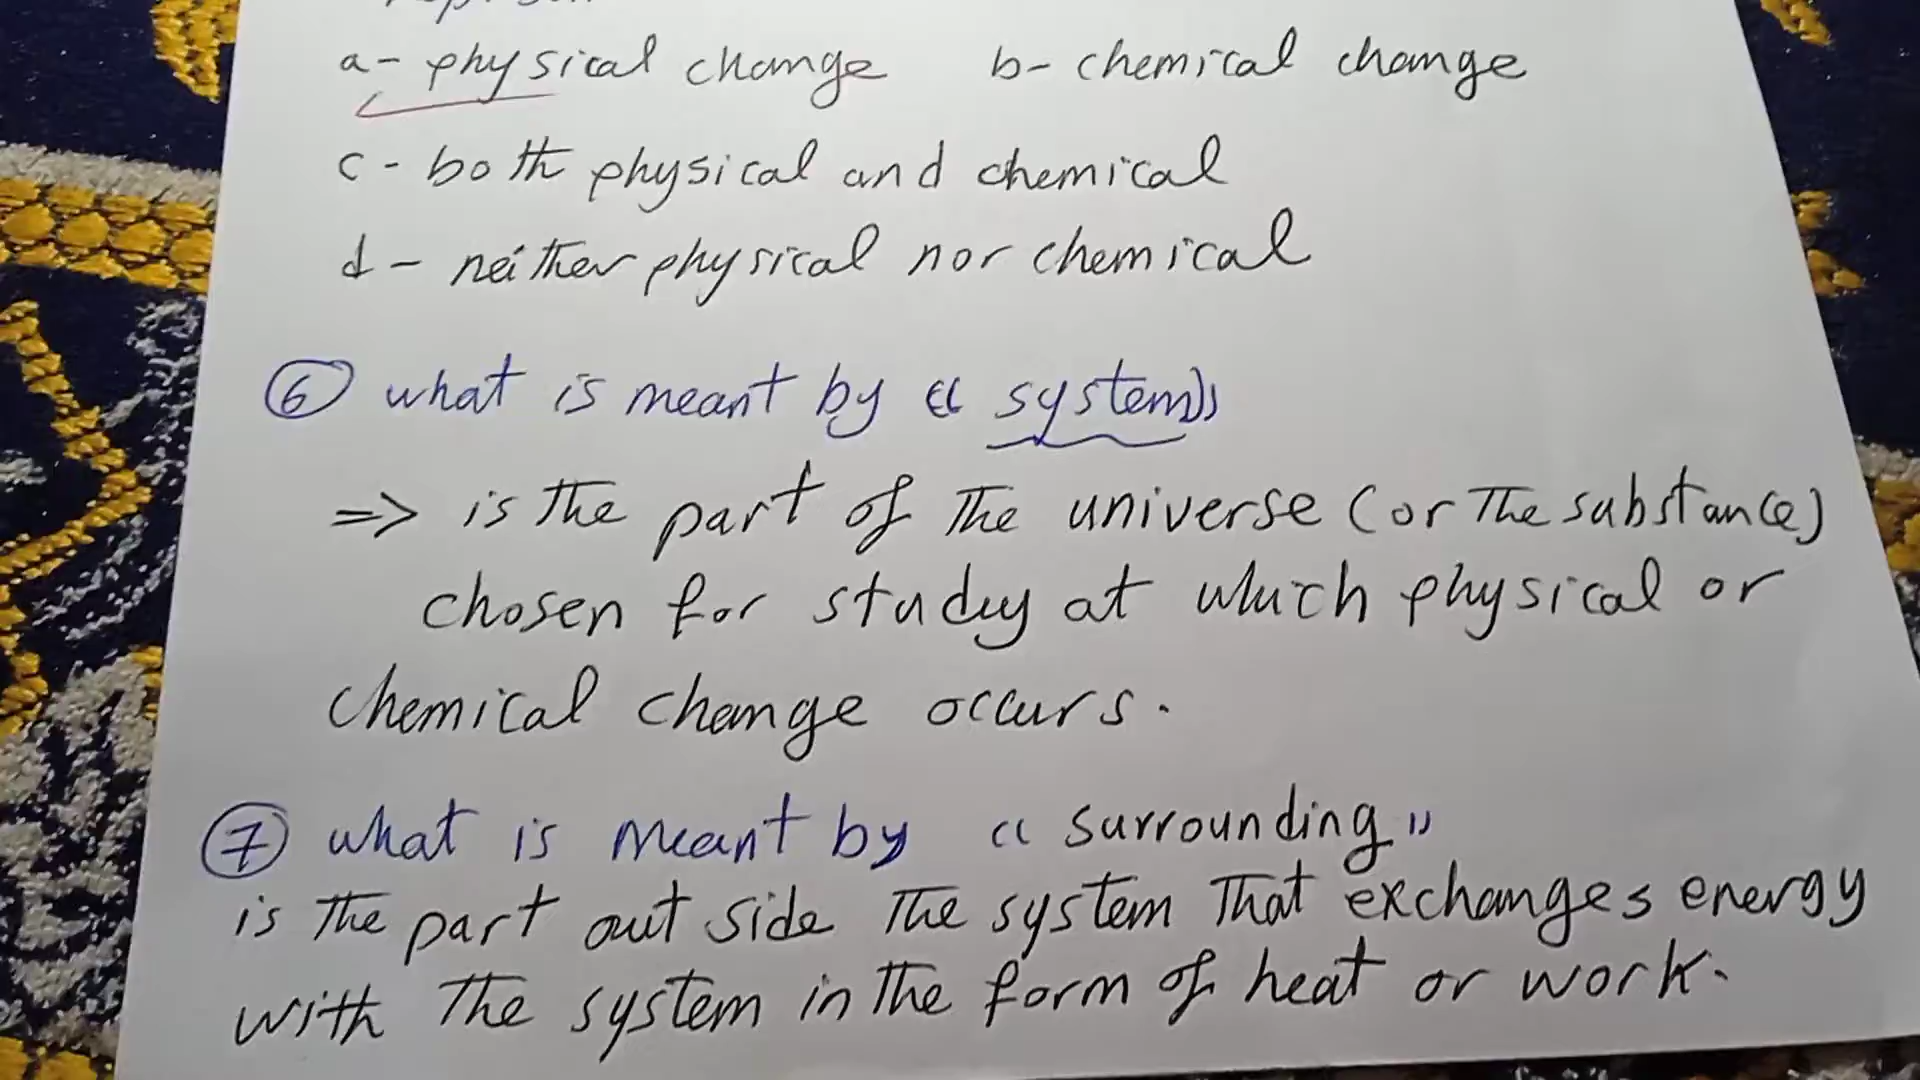 a- physical change b- chemical change
c - both physical and chemical
d - neither physical nor chemical
6 what is meant by (( system))
=> is the part of the universe (or the substance)
chosen for study at which physical or
chemical change occurs.
7 what is meant by (( surrounding ))
is the part out side the system that exchanges energy
with the system in the form of heat or work.